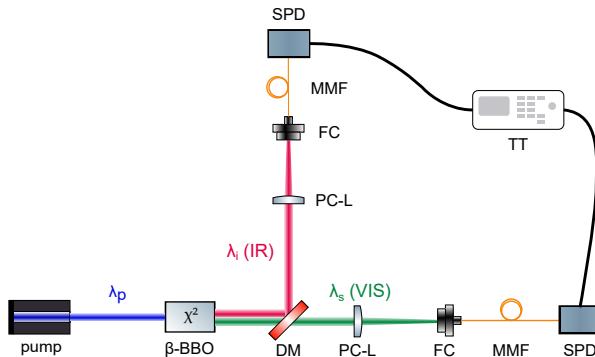 SPD
MMF
FC
TT
PC-L
λi (IR)
λp
λs (VIS)
χ²
pump
β-BBO
DM
PC-L
FC
MMF
SPD